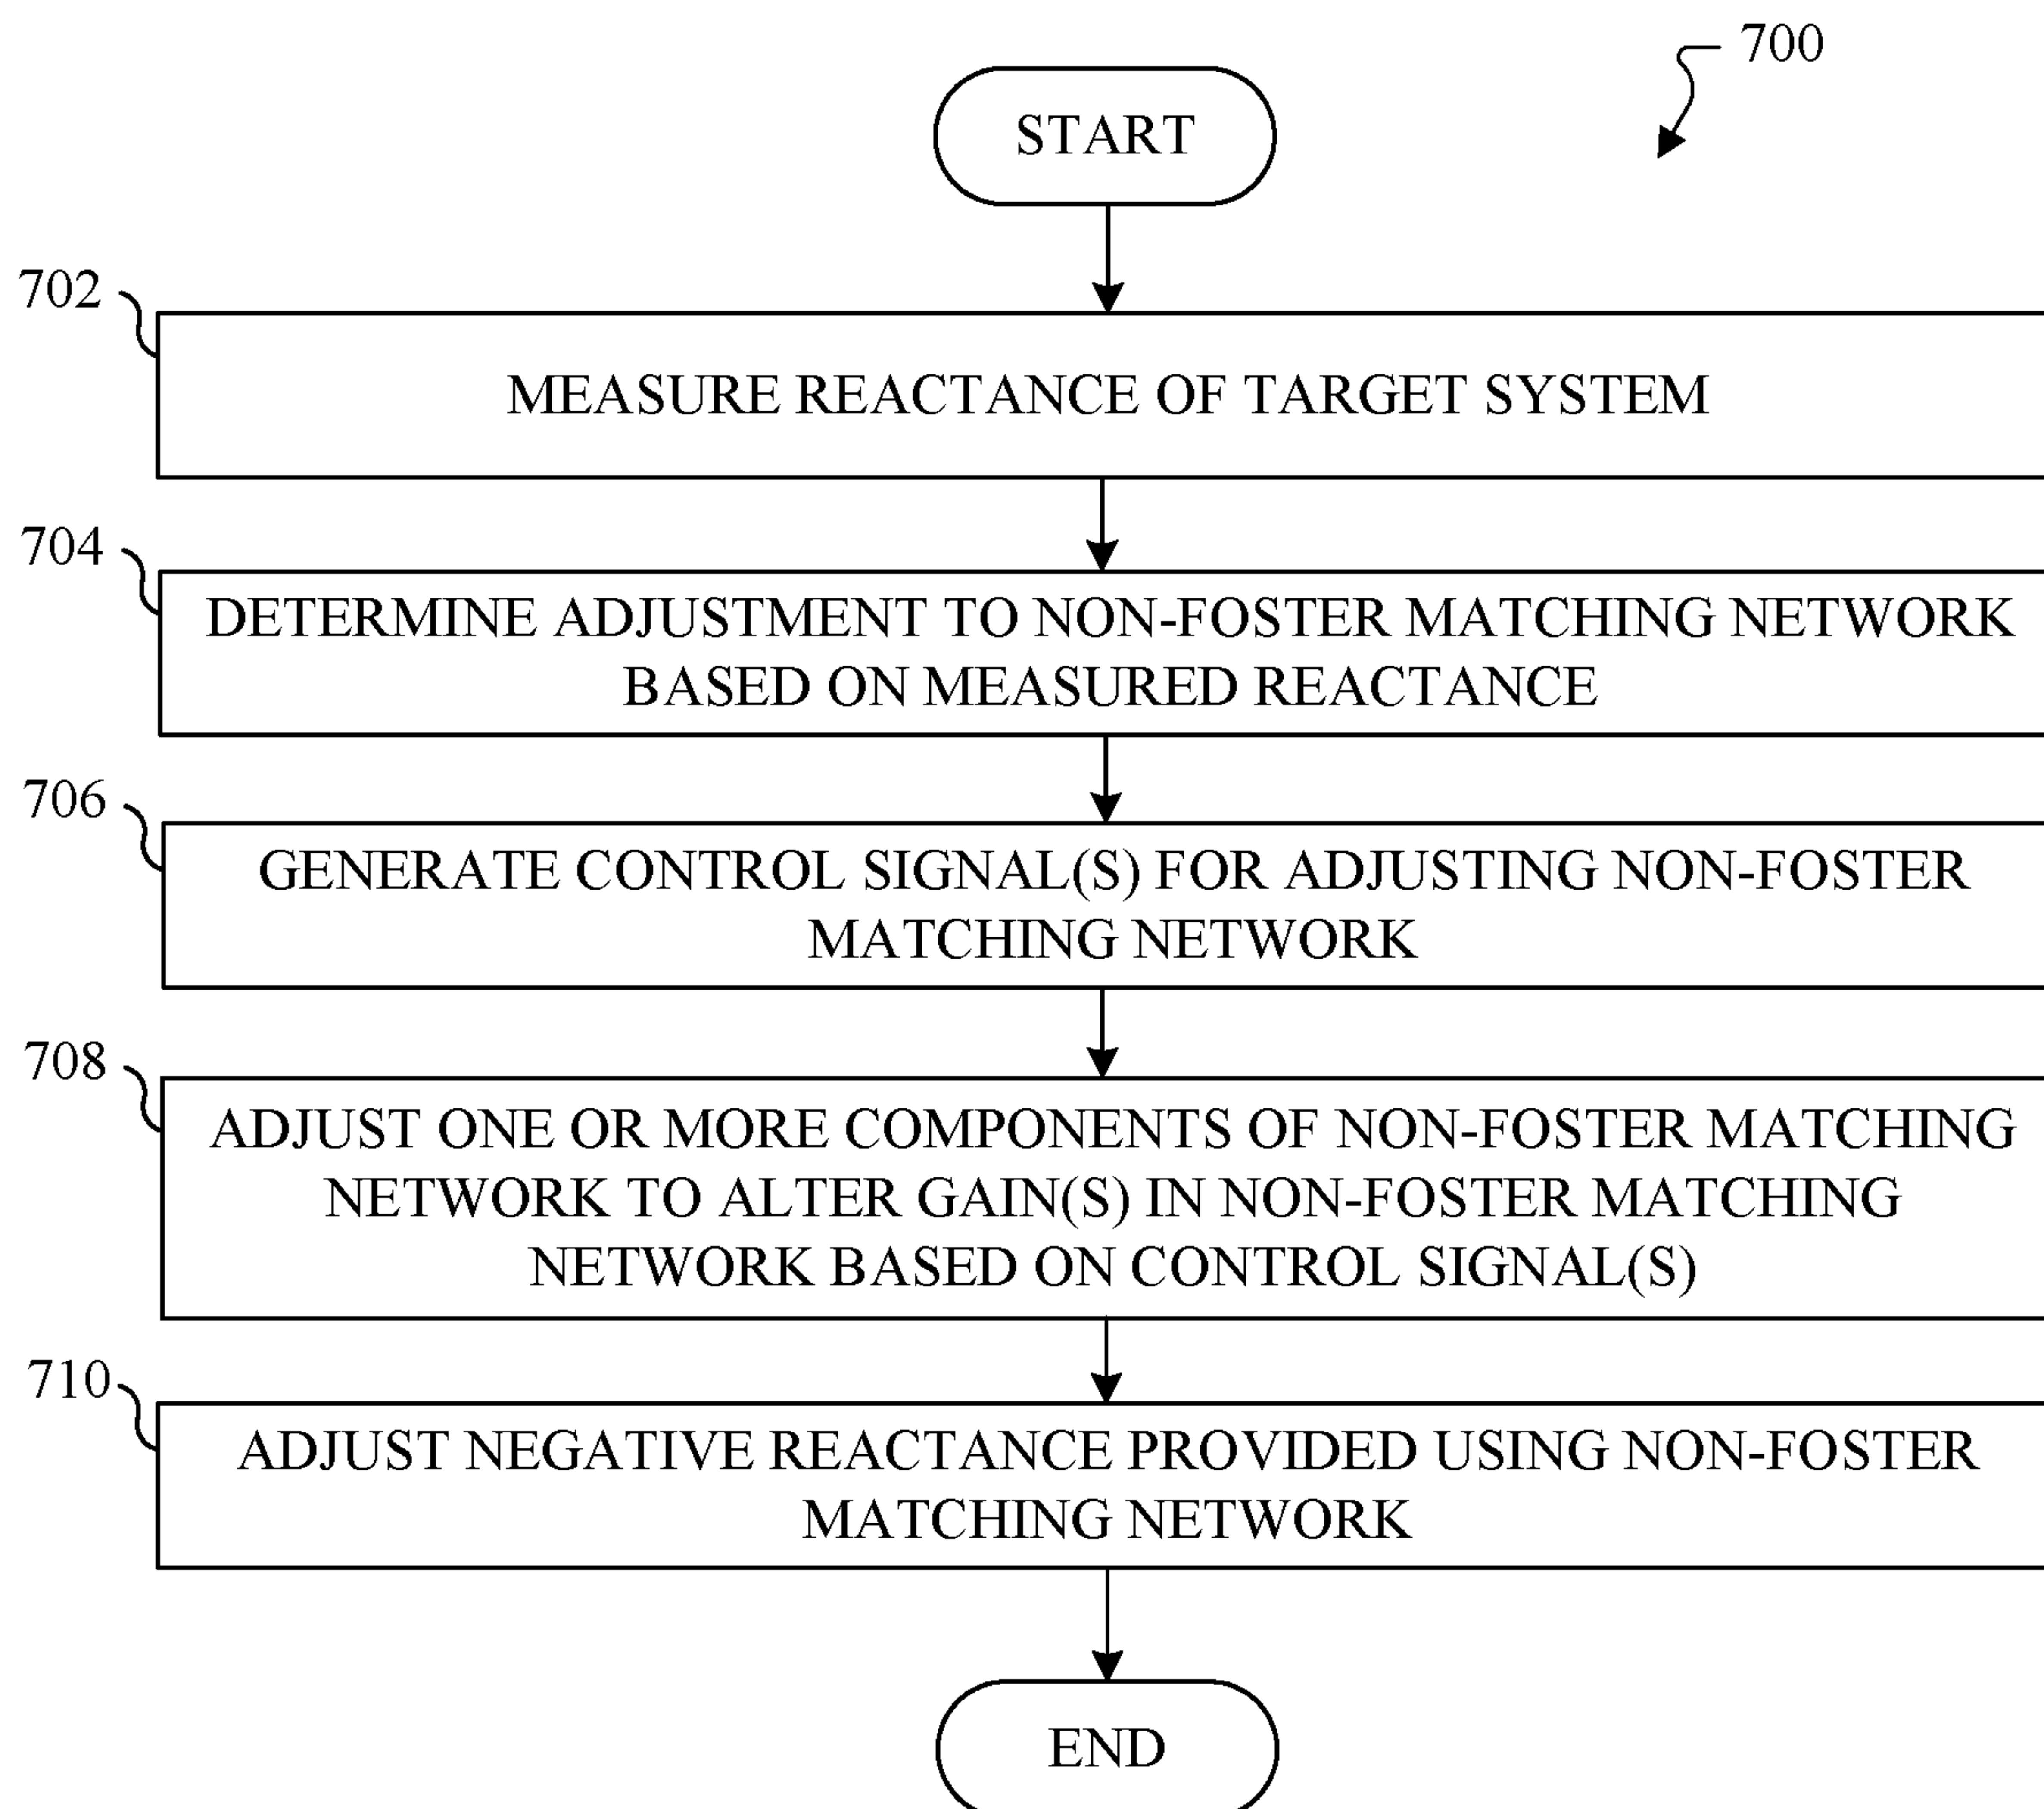 700
START
702
MEASURE REACTANCE OF TARGET SYSTEM
704
DETERMINE ADJUSTMENT TO NON-FOSTER MATCHING NETWORK
BASED ON MEASURED REACTANCE
706
GENERATE CONTROL SIGNAL(S) FOR ADJUSTING NON-FOSTER
MATCHING NETWORK
708
ADJUST ONE OR MORE COMPONENTS OF NON-FOSTER MATCHING
NETWORK TO ALTER GAIN(S) IN NON-FOSTER MATCHING
NETWORK BASED ON CONTROL SIGNAL(S)
710
ADJUST NEGATIVE REACTANCE PROVIDED USING NON-FOSTER
MATCHING NETWORK
END